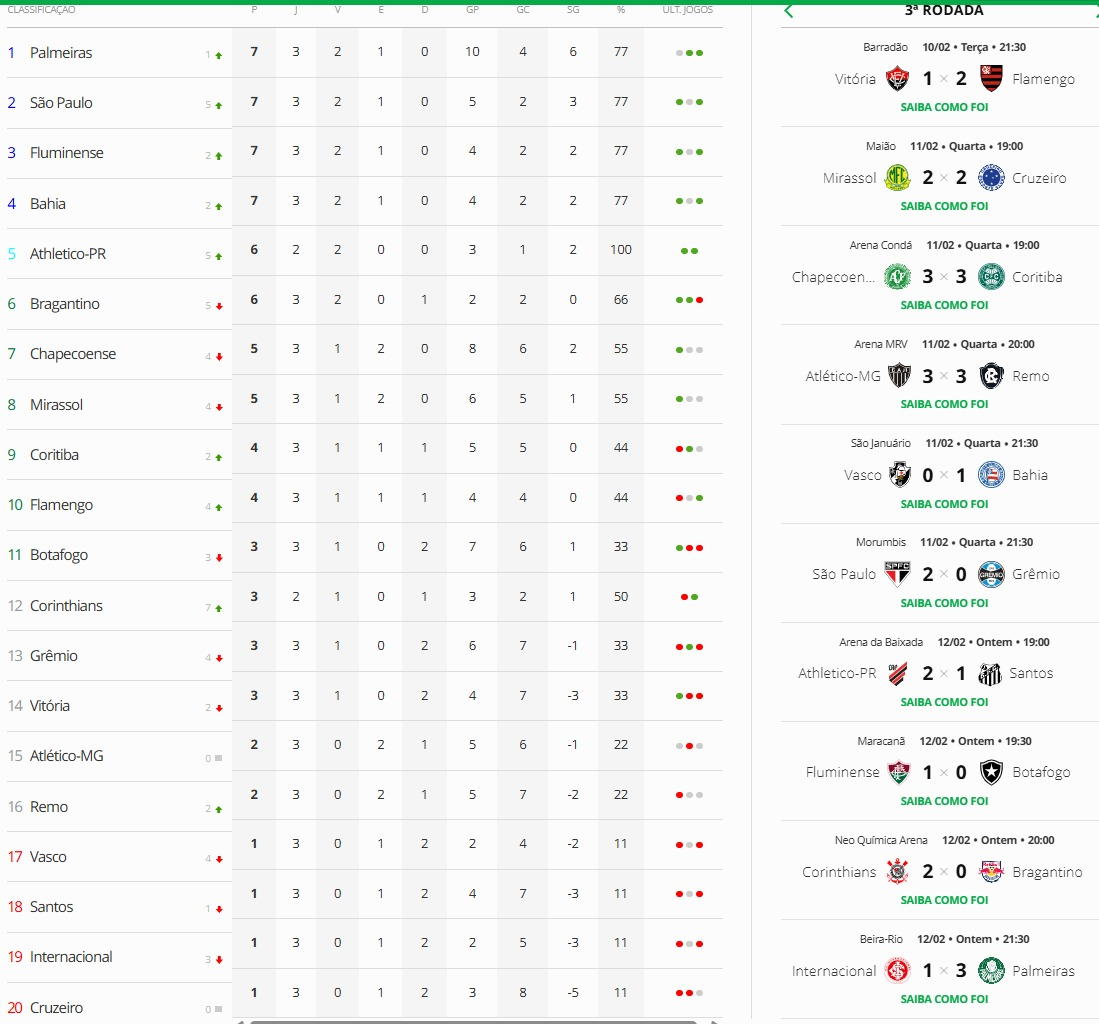 CLASSIFICAÇÃO P J V E D GP GC SG % ÚLT. JOGOS
1 Palmeiras 1 7 3 2 1 0 10 4 6 77
2 São Paulo 5 7 3 2 1 0 5 2 3 77
3 Fluminense 2 7 3 2 1 0 4 2 2 77
4 Bahia 2 7 3 2 1 0 4 2 2 77
5 Athletico-PR 5 6 2 2 0 0 3 1 2 100
6 Bragantino 5 6 3 2 0 1 2 2 0 66
7 Chapecoense 4 5 3 1 2 0 8 6 2 55
8 Mirassol 4 5 3 1 2 0 6 5 1 55
9 Coritiba 2 4 3 1 1 1 5 5 0 44
10 Flamengo 4 4 3 1 1 1 4 4 0 44
11 Botafogo 3 3 3 1 0 2 7 6 1 33
12 Corinthians 7 3 2 1 0 1 3 2 1 50
13 Grêmio 4 3 3 1 0 2 6 7 -1 33
14 Vitória 2 3 3 1 0 2 4 7 -3 33
15 Atlético-MG 0 2 3 0 2 1 5 6 -1 22
16 Remo 2 2 3 0 2 1 5 7 -2 22
17 Vasco 4 1 3 0 1 2 2 4 -2 11
18 Santos 1 1 3 0 1 2 4 7 -3 11
19 Internacional 3 1 3 0 1 2 2 5 -3 11
20 Cruzeiro 0 1 3 0 1 2 3 8 -5 11
3ª RODADA
Barradão 10/02 • Terça • 21:30
Vitória 1 × 2 Flamengo
SAIBA COMO FOI
Maião 11/02 • Quarta • 19:00
Mirassol 2 × 2 Cruzeiro
SAIBA COMO FOI
Arena Condá 11/02 • Quarta • 19:00
Chapecoen... 3 × 3 Coritiba
SAIBA COMO FOI
Arena MRV 11/02 • Quarta • 20:00
Atlético-MG 3 × 3 Remo
SAIBA COMO FOI
São Januário 11/02 • Quarta • 21:30
Vasco 0 × 1 Bahia
SAIBA COMO FOI
Morumbis 11/02 • Quarta • 21:30
São Paulo 2 × 0 Grêmio
SAIBA COMO FOI
Arena da Baixada 12/02 • Ontem • 19:00
Athletico-PR 2 × 1 Santos
SAIBA COMO FOI
Maracanã 12/02 • Ontem • 19:30
Fluminense 1 × 0 Botafogo
SAIBA COMO FOI
Neo Química Arena 12/02 • Ontem • 20:00
Corinthians 2 × 0 Bragantino
SAIBA COMO FOI
Beira-Rio 12/02 • Ontem • 21:30
Internacional 1 × 3 Palmeiras
SAIBA COMO FOI